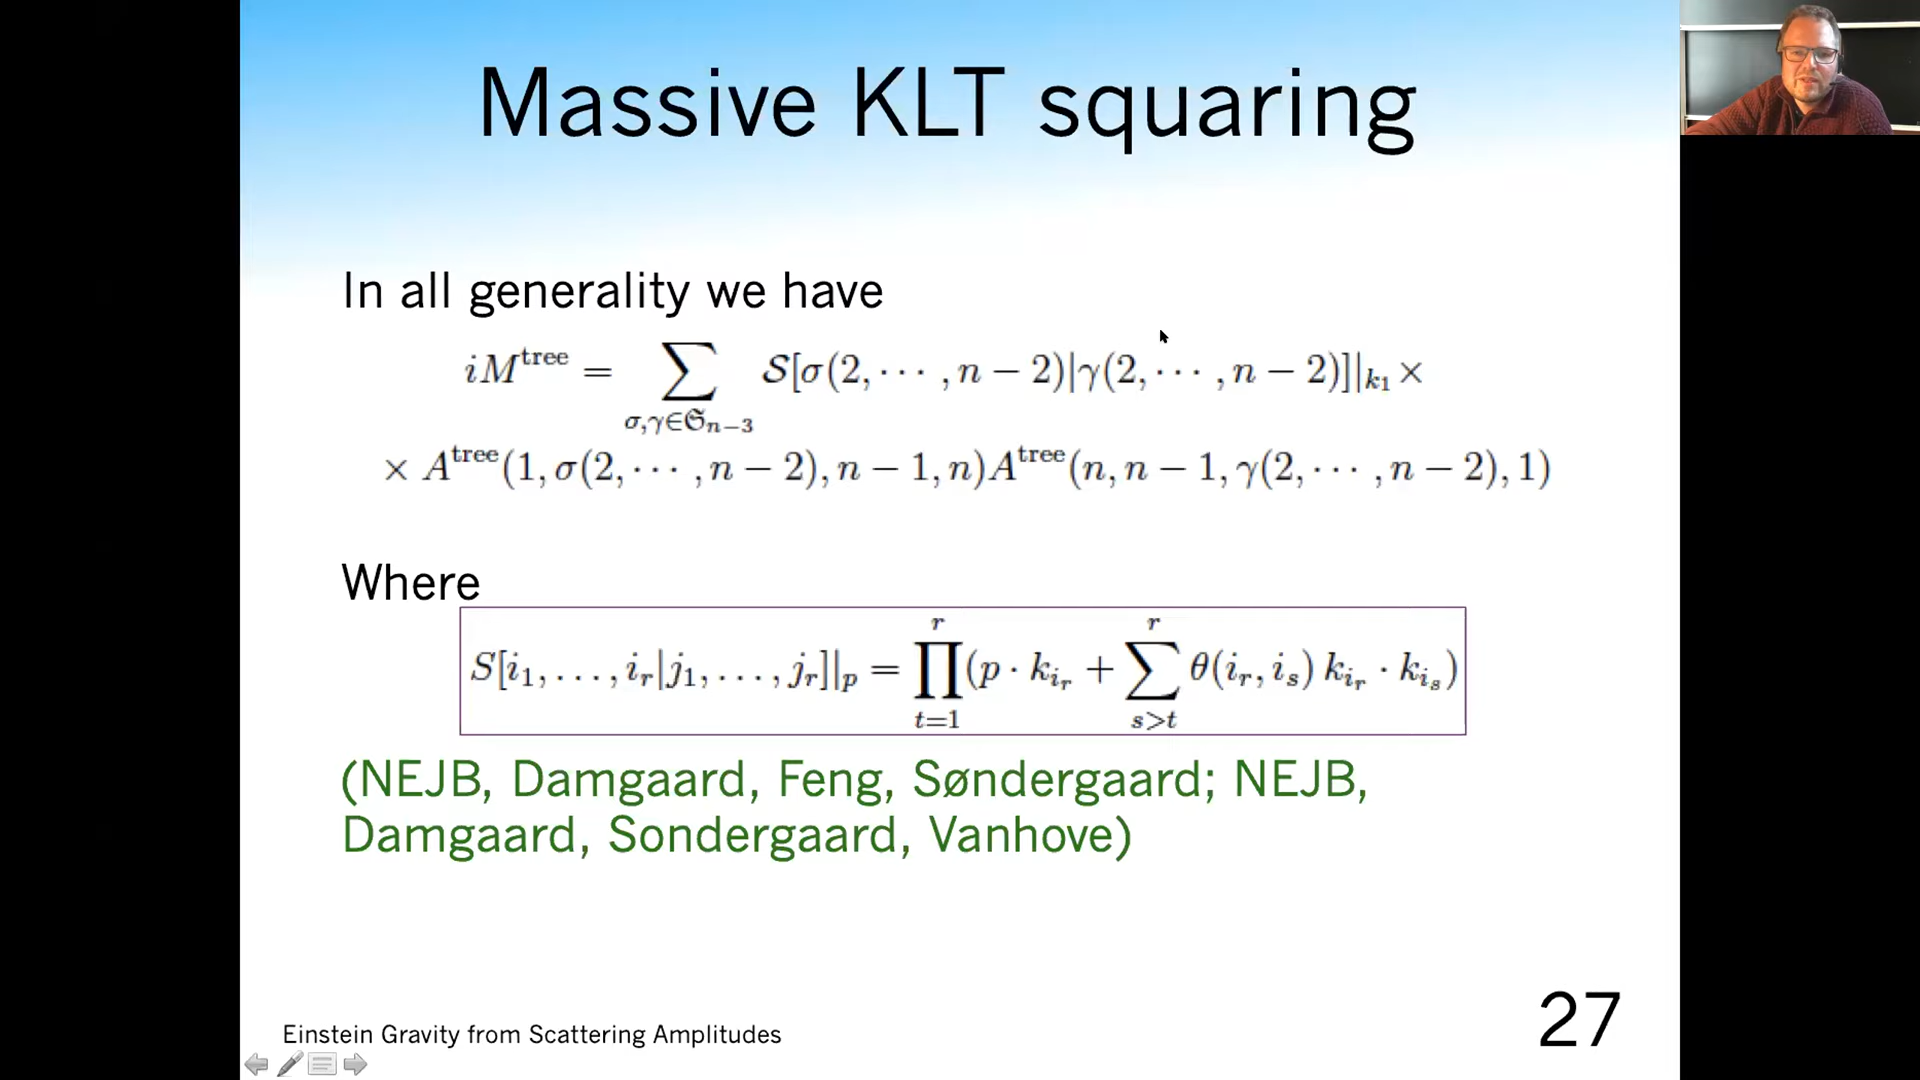 Massive KLT squaring
In all generality we have
iM^tree = ∑_{σ,γ∈𝔖_{n−3}} 𝒮[σ(2,⋯,n−2)|γ(2,⋯,n−2)]|_{k_1} ×
× A^tree(1,σ(2,⋯,n−2),n−1,n)A^tree(n,n−1,γ(2,⋯,n−2),1)
Where
S[i_1,...,i_r|j_1,...,j_r]|_p = ∏_{t=1}^{r}(p · k_{i_r} + ∑_{s>t}^{r} θ(i_r,i_s) k_{i_r} · k_{i_s})
(NEJB, Damgaard, Feng, Søndergaard; NEJB,
Damgaard, Sondergaard, Vanhove)
Einstein Gravity from Scattering Amplitudes
27